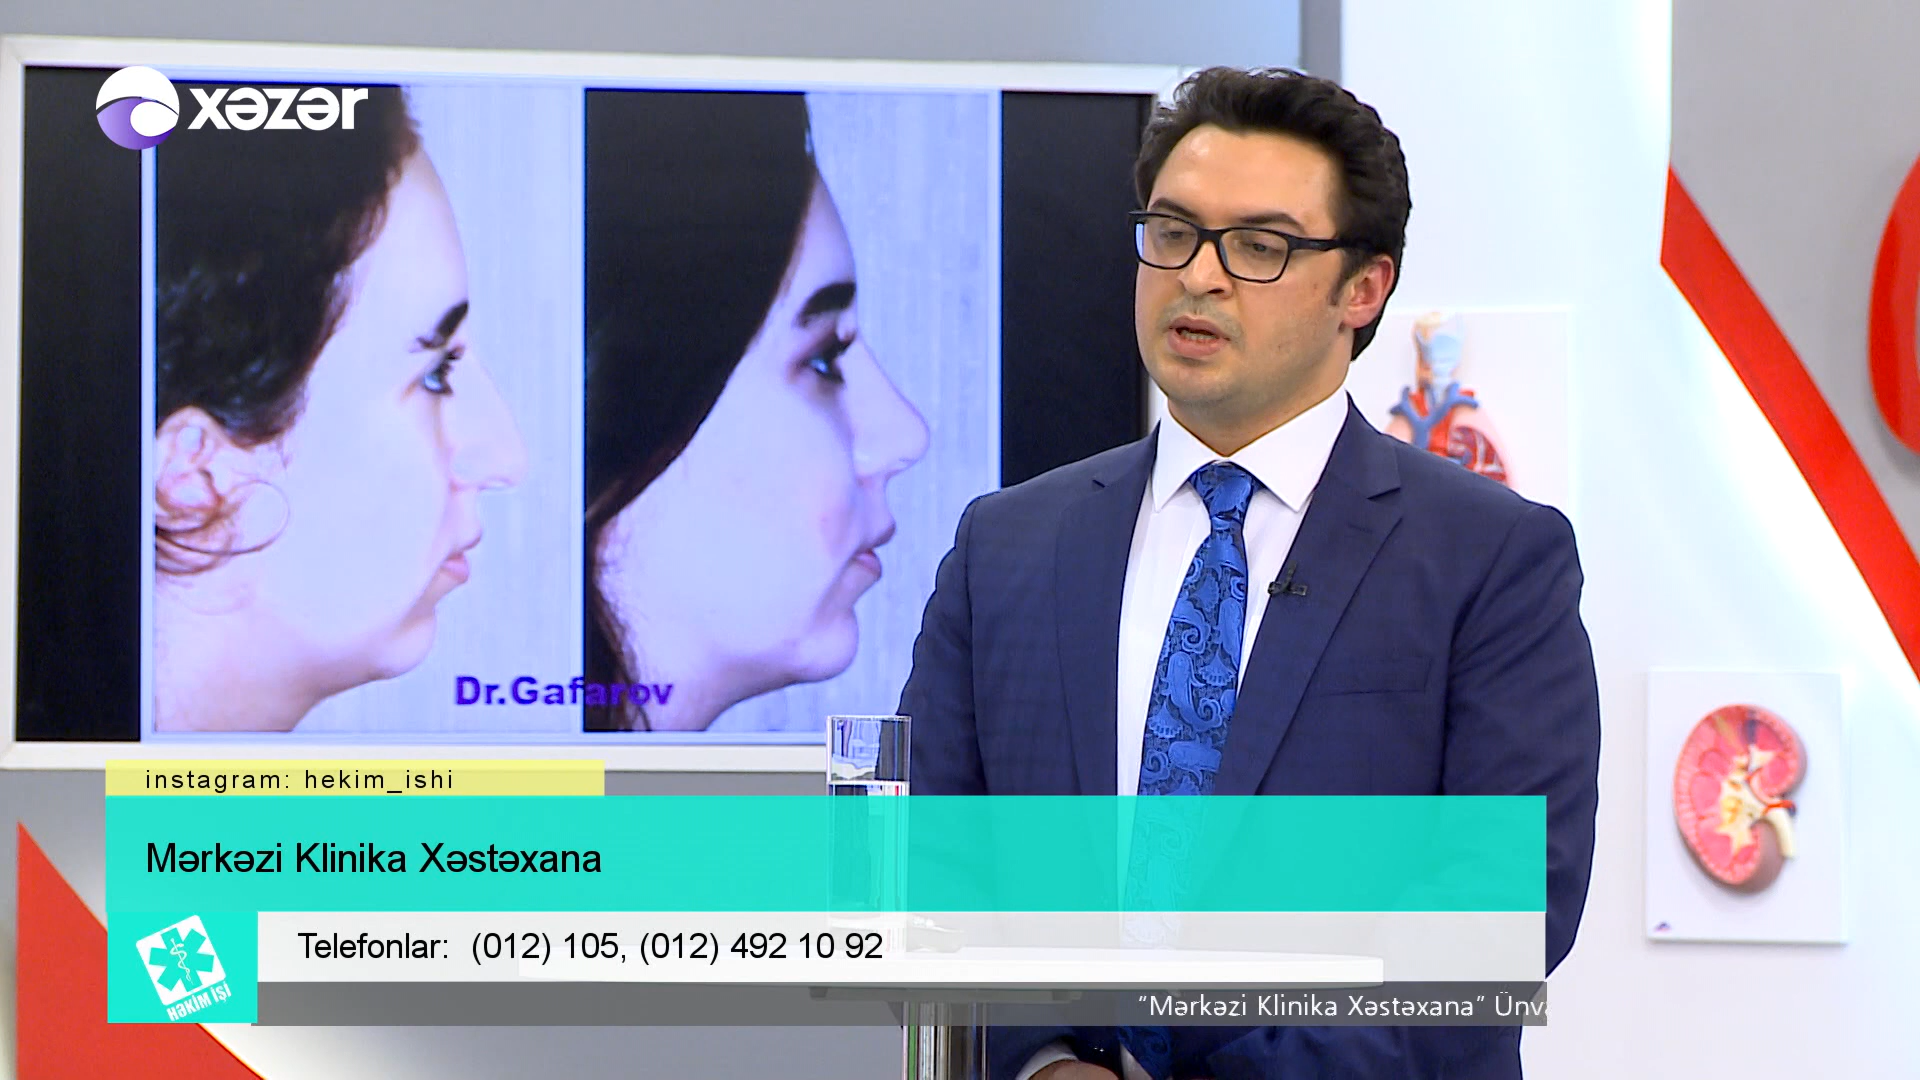 xəzər
Dr.Gafarov
instagram: hekim_ishi
Mərkəzi Klinika Xəstəxana
Telefonlar: (012) 105, (012) 492 10 92
HƏKİM İŞİ
“Mərkəzi Klinika Xəstəxana” Ünva